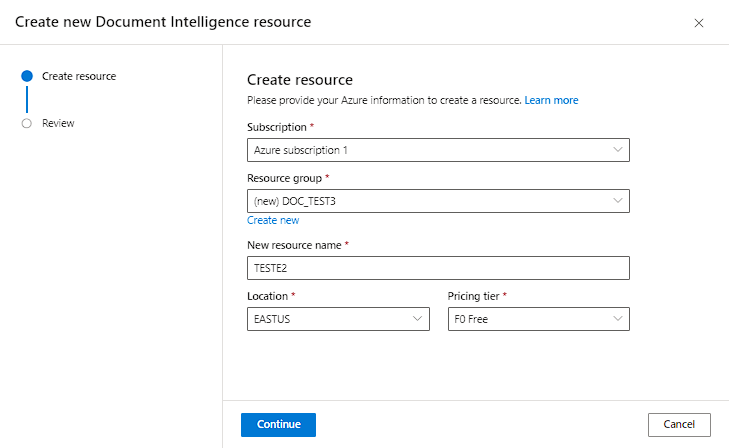 Create new Document Intelligence resource
Create resource
Review
Create resource
Please provide your Azure information to create a resource. Learn more
Subscription *
Azure subscription 1
Resource group *
(new) DOC_TEST3
Create new
New resource name *
TESTE2
Location * Pricing tier *
EASTUS F0 Free
Continue Cancel